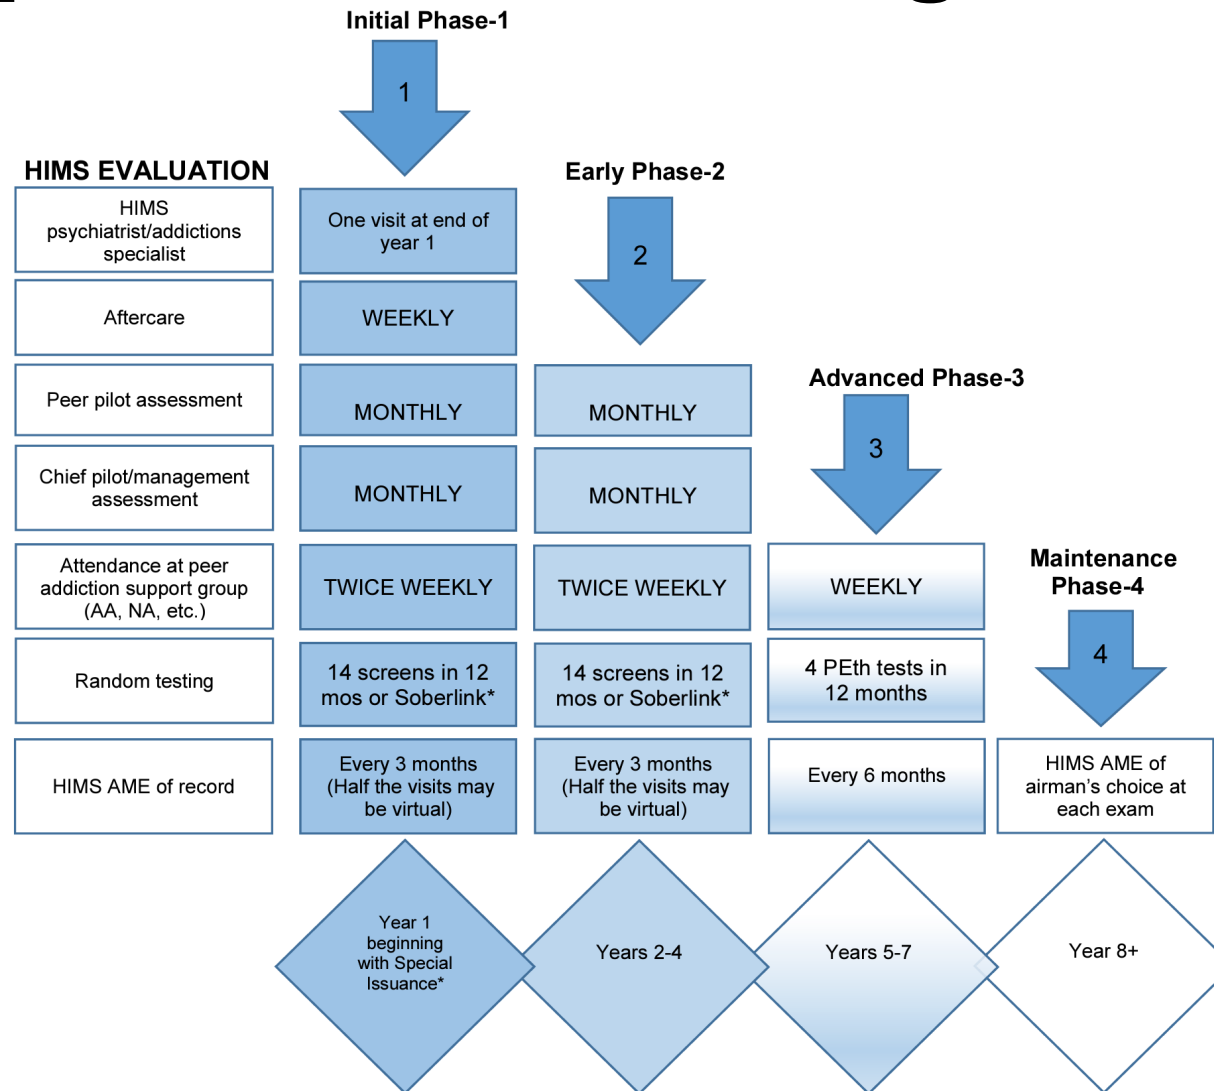 Initial Phase-1
1
HIMS EVALUATION
Early Phase-2
HIMS
psychiatrist/addictions
specialist
One visit at end of
year 1
2
Aftercare
WEEKLY
Advanced Phase-3
Peer pilot assessment
MONTHLY
MONTHLY
3
Chief pilot/management
assessment
MONTHLY
MONTHLY
Maintenance
Phase-4
Attendance at peer
addiction support group
(AA, NA, etc.)
TWICE WEEKLY
TWICE WEEKLY
WEEKLY
4
Random testing
14 screens in 12
mos or Soberlink*
14 screens in 12
mos or Soberlink*
4 PEth tests in
12 months
HIMS AME of record
Every 3 months
(Half the visits may
be virtual)
Every 3 months
(Half the visits may
be virtual)
Every 6 months
HIMS AME of
airman’s choice at
each exam
Year 1
beginning
with Special
Issuance*
Years 2-4
Years 5-7
Year 8+